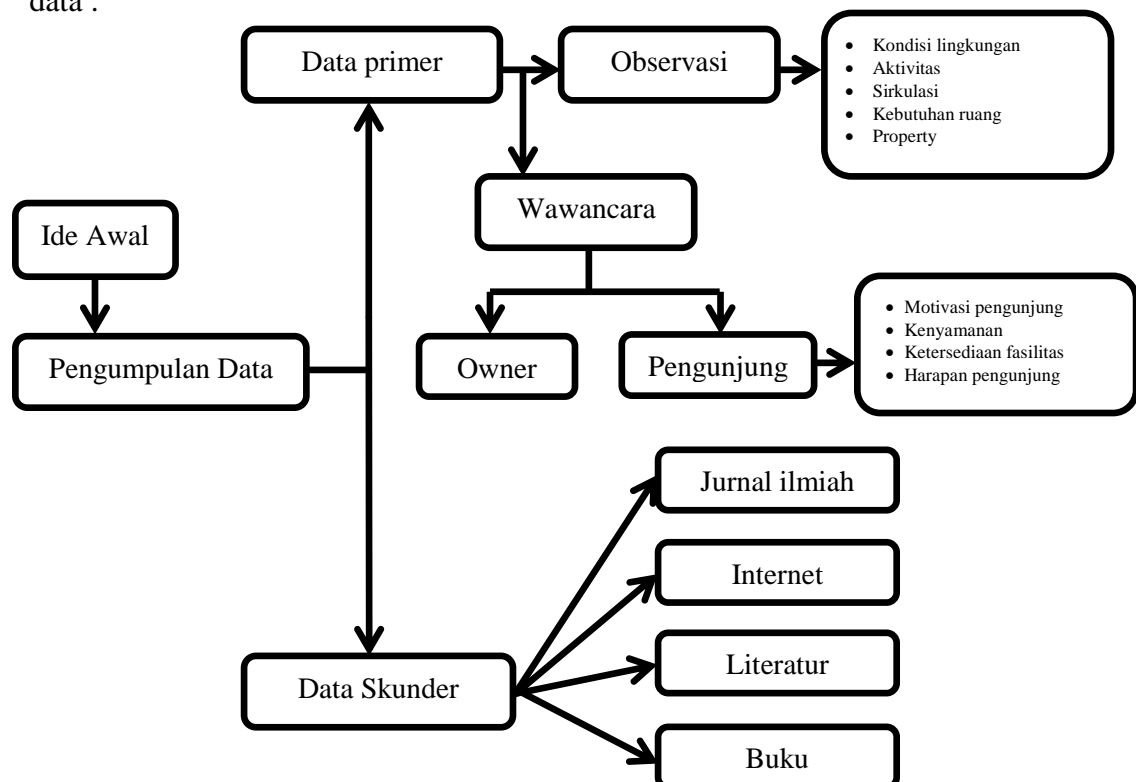 data :
Data primer
Observasi
• Kondisi lingkungan
• Aktivitas
• Sirkulasi
• Kebutuhan ruang
• Property
Wawancara
Ide Awal
Pengumpulan Data
Owner
Pengunjung
• Motivasi pengunjung
• Kenyamanan
• Ketersediaan fasilitas
• Harapan pengunjung
Jurnal ilmiah
Internet
Literatur
Data Skunder
Buku